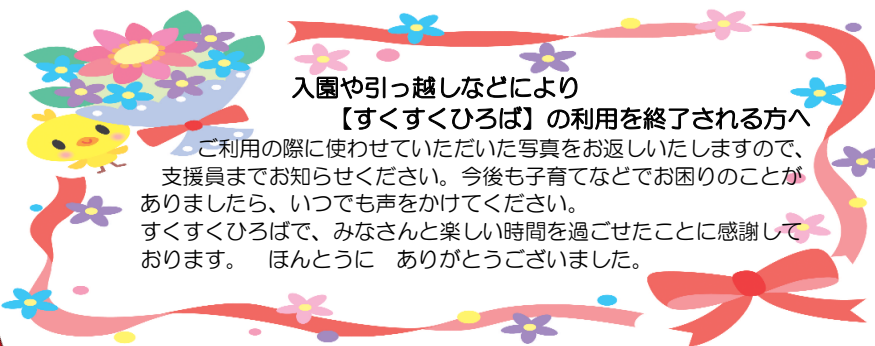 入園や引っ越しなどにより
【すくすくひろば】の利用を終了される方へ
ご利用の際に使わせていただいた写真をお返しいたしますので、
支援員までお知らせください。今後も子育てなどでお困りのことが
ありましたら、いつでも声をかけてください。
すくすくひろばで、みなさんと楽しい時間を過ごせたことに感謝して
おります。　ほんとうに　ありがとうございました。